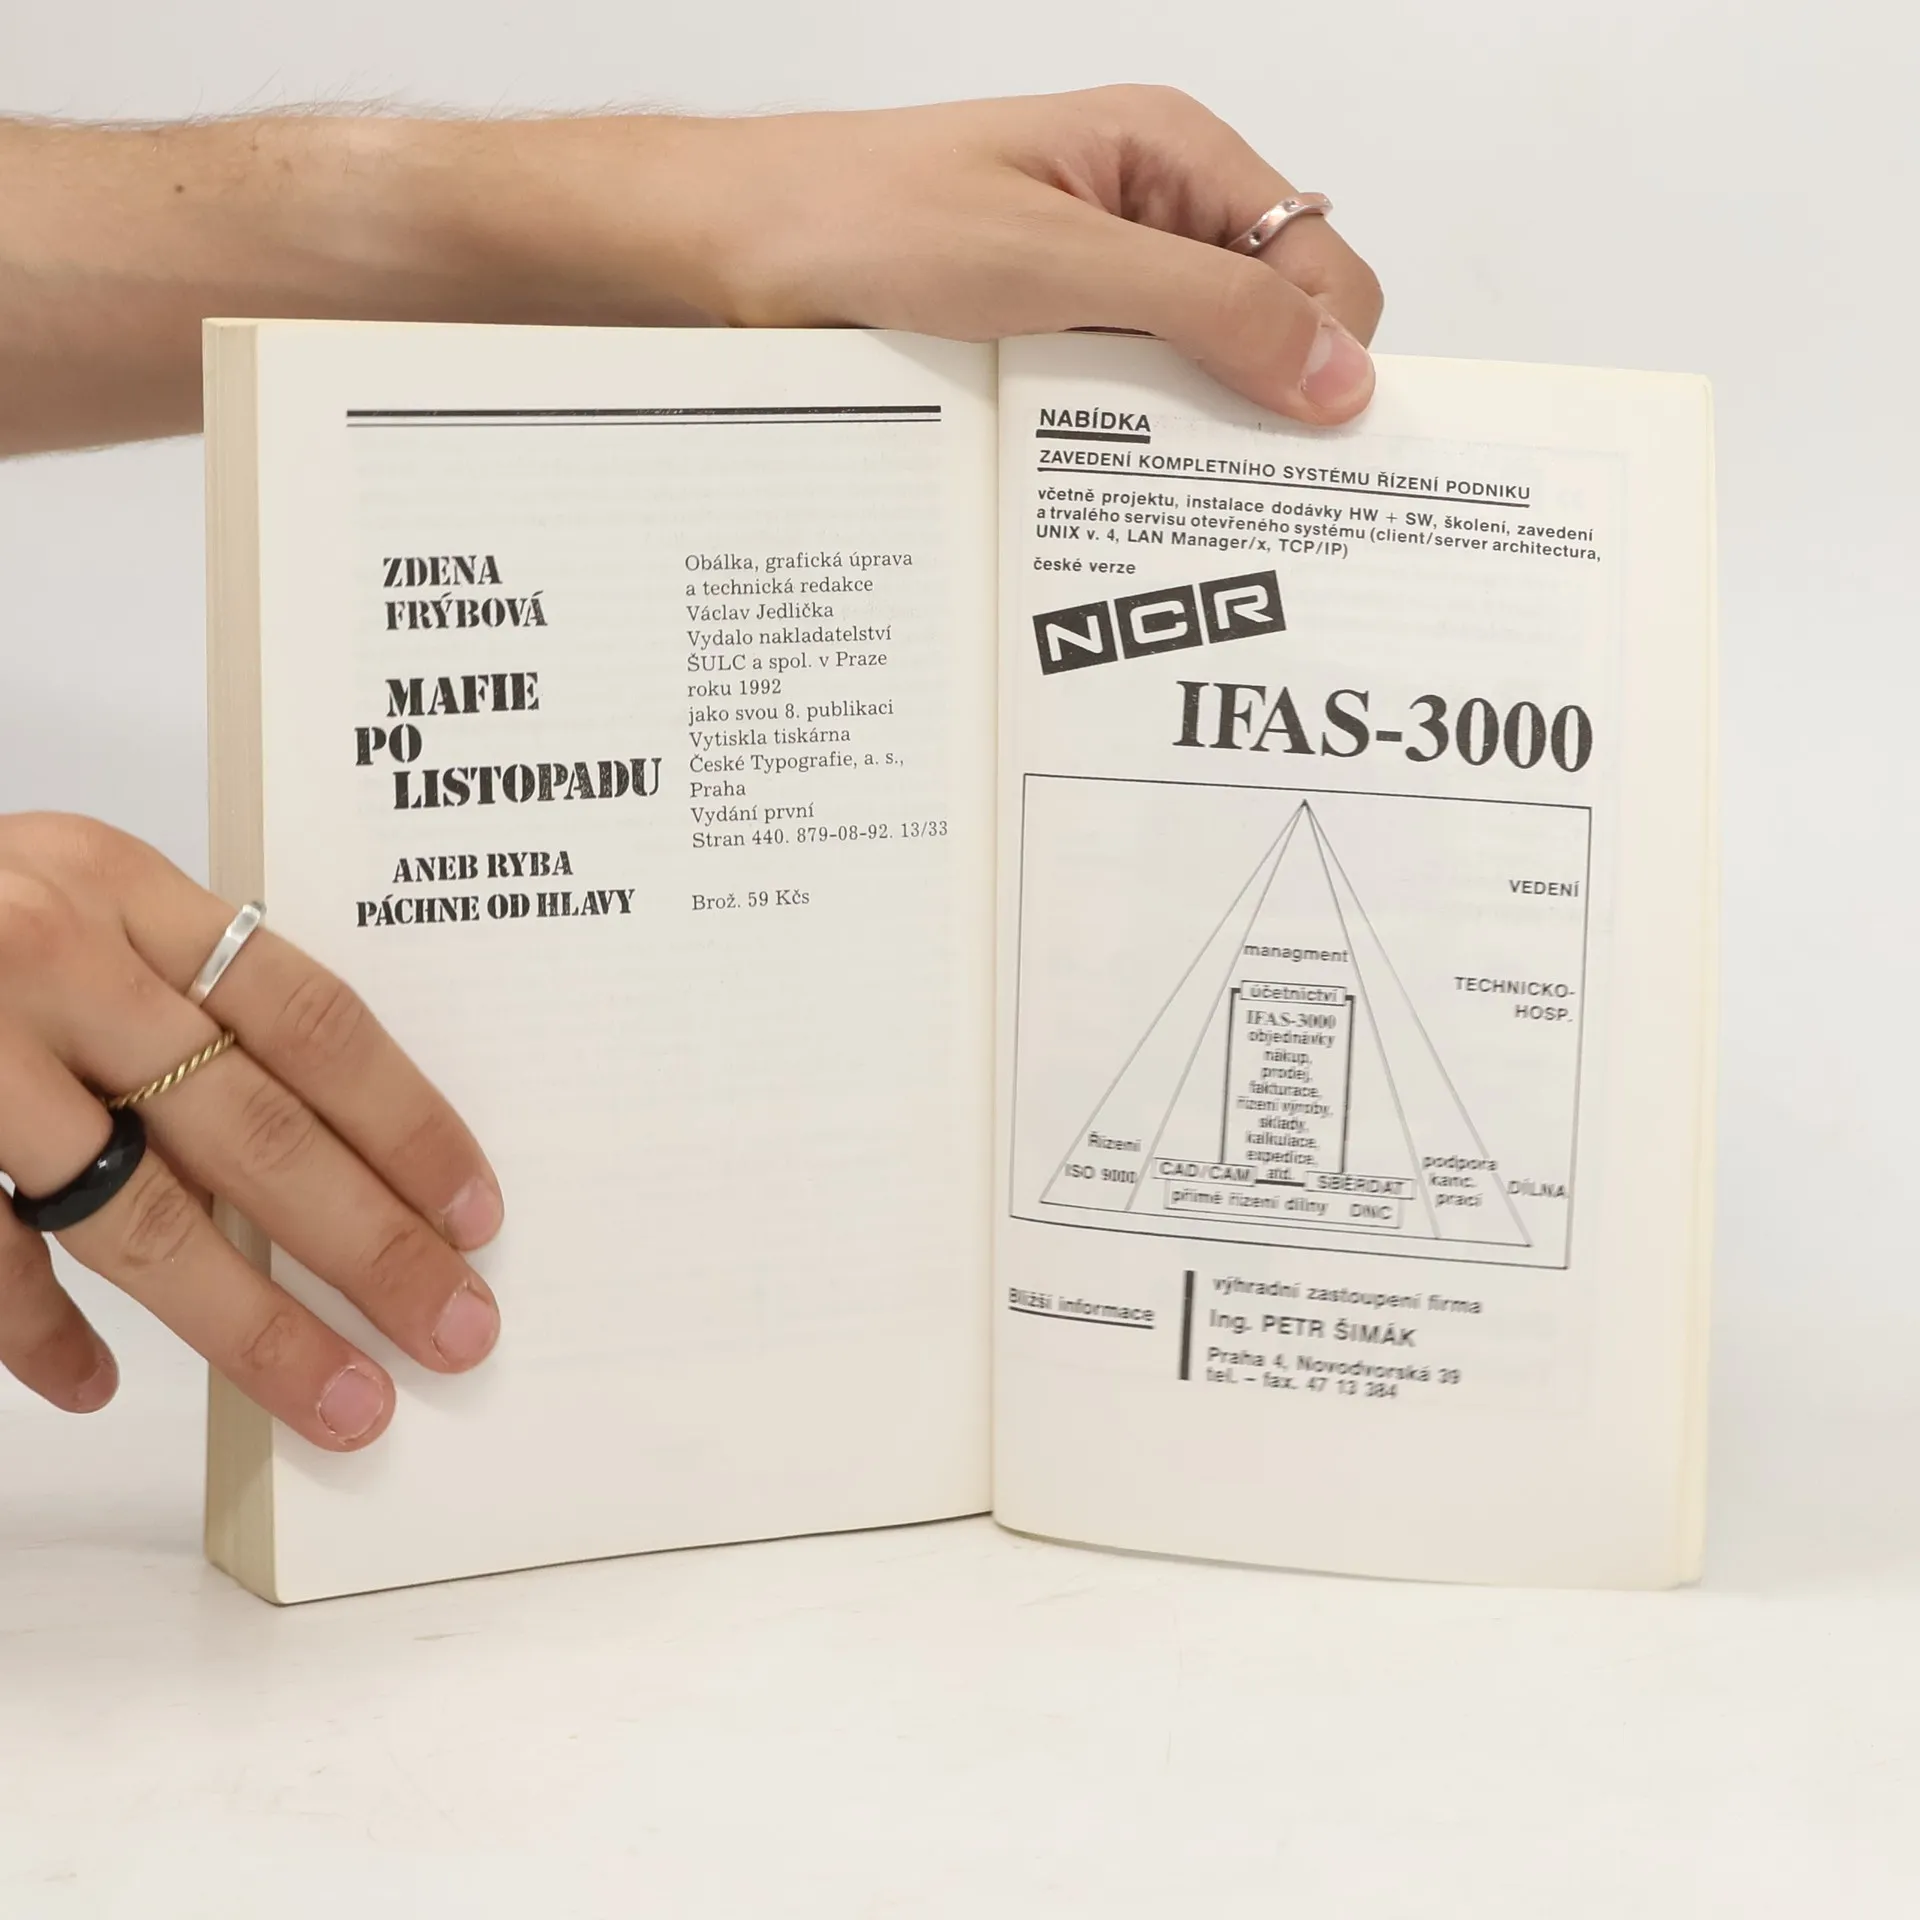 ZDENA
FRÝBOVÁ
MAFIE
PO
LISTOPADU
ANEB RYBA
PÁCHNE OD HLAVY
Obálka, grafická úprava
a technická redakce
Václav Jedlička
Vydalo nakladatelství
ŠULC a spol. v Praze
roku 1992
jako svou 8. publikaci
Vytiskla tiskárna
České Typografie, a. s.,
Praha
Vydání první
Stran 440. 879-08-92. 13/33
Brož. 59 Kčs
NABÍDKA
ZAVEDENÍ KOMPLETNÍHO SYSTÉMU ŘÍZENÍ PODNIKU
včetně projektu, instalace dodávky HW + SW, školení, zavedení
a trvalého servisu otevřeného systému (client/server architectura,
UNIX v. 4, LAN Manager/x, TCP/IP)
české verze
NCR
IFAS-3000
VEDENÍ
managment
TECHNICKO-
HOSP.
účetnictví
IFAS-3000
objednávky
nákup,
prodej,
fakturace,
řízení výroby,
sklady,
kalkulace,
expedice,
atd.
Řízení
ISO 9000
CAD/CAM
SBĚRDAT
podpora
kanc.
prací
DÍLNA
přímé řízení dílny DNC
Bližší informace
výhradní zastoupení firma
Ing. PETR ŠIMÁK
Praha 4, Novodvorská 39
tel. – fax. 47 13 384